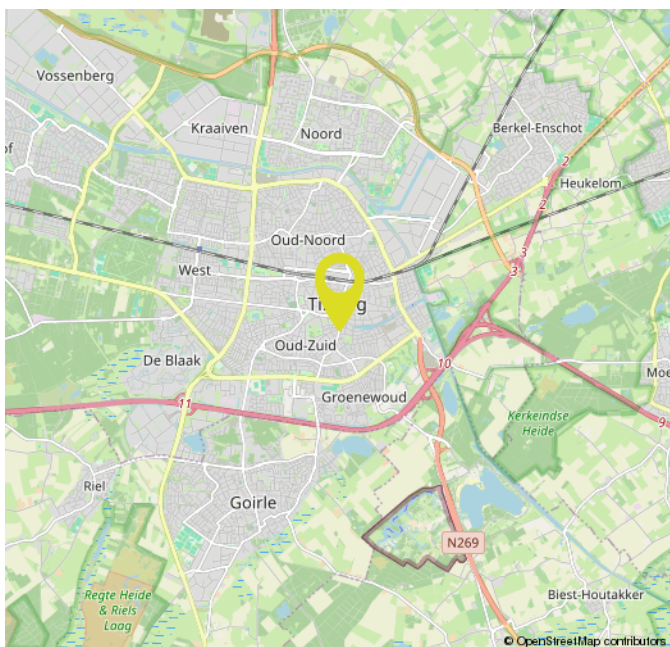 Vossenberg
Kraaiven
Noord
Berkel-Enschot
2
Heukelom
2
Oud-Noord
3
3
West
Oud-Zuid
De Blaak
10
Moe
Groenewoud
11
Kerkeindse
Heide
9
Riel
Goirle
N269
Regte Heide
& Riels
Laag
Biest-Houtakker
© OpenStreetMap contributors